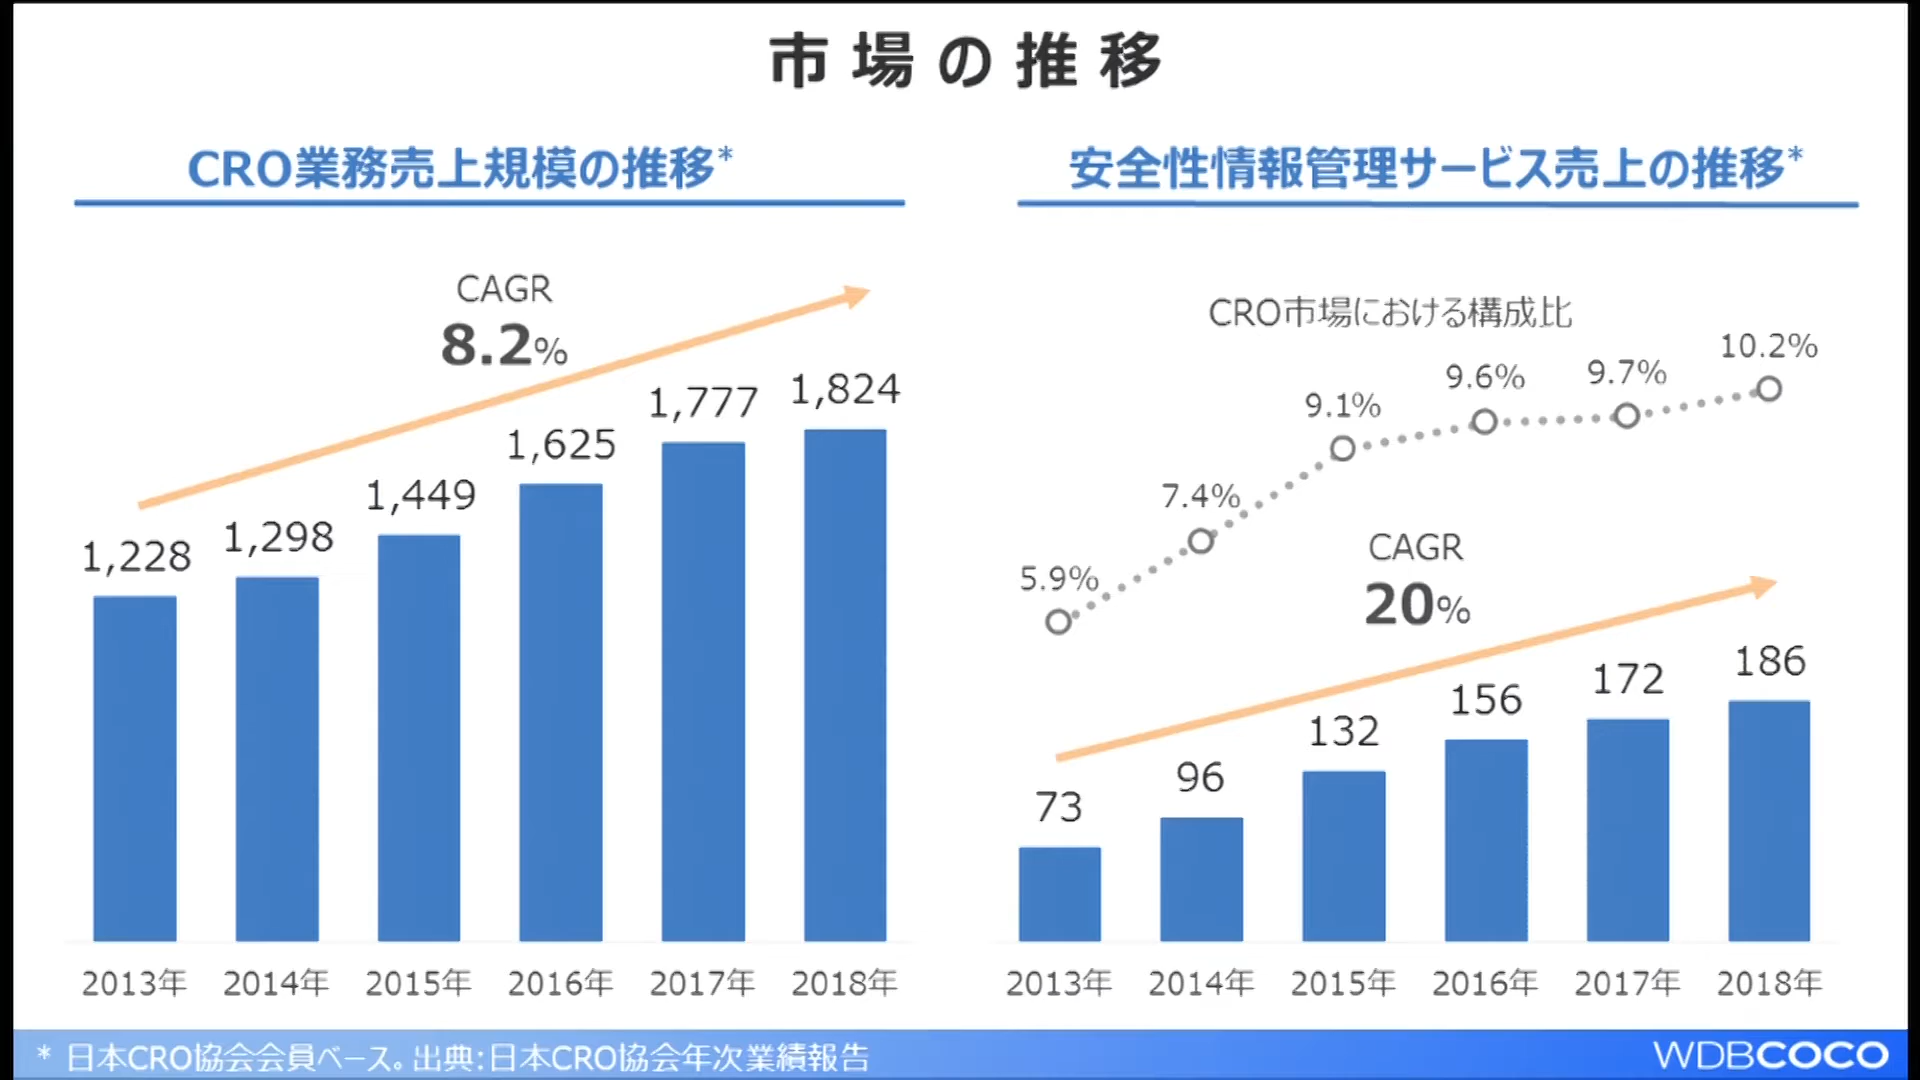 市場の推移
CRO業務売上規模の推移*
CAGR
8.2%
1,228
1,298
1,449
1,625
1,777
1,824
2013年
2014年
2015年
2016年
2017年
2018年
安全性情報管理サービス売上の推移*
CRO市場における構成比
5.9%
7.4%
9.1%
9.6%
9.7%
10.2%
CAGR
20%
73
96
132
156
172
186
2013年
2014年
2015年
2016年
2017年
2018年
* 日本CRO協会会員ベース。出典:日本CRO協会年次業績報告
WDBCOCO